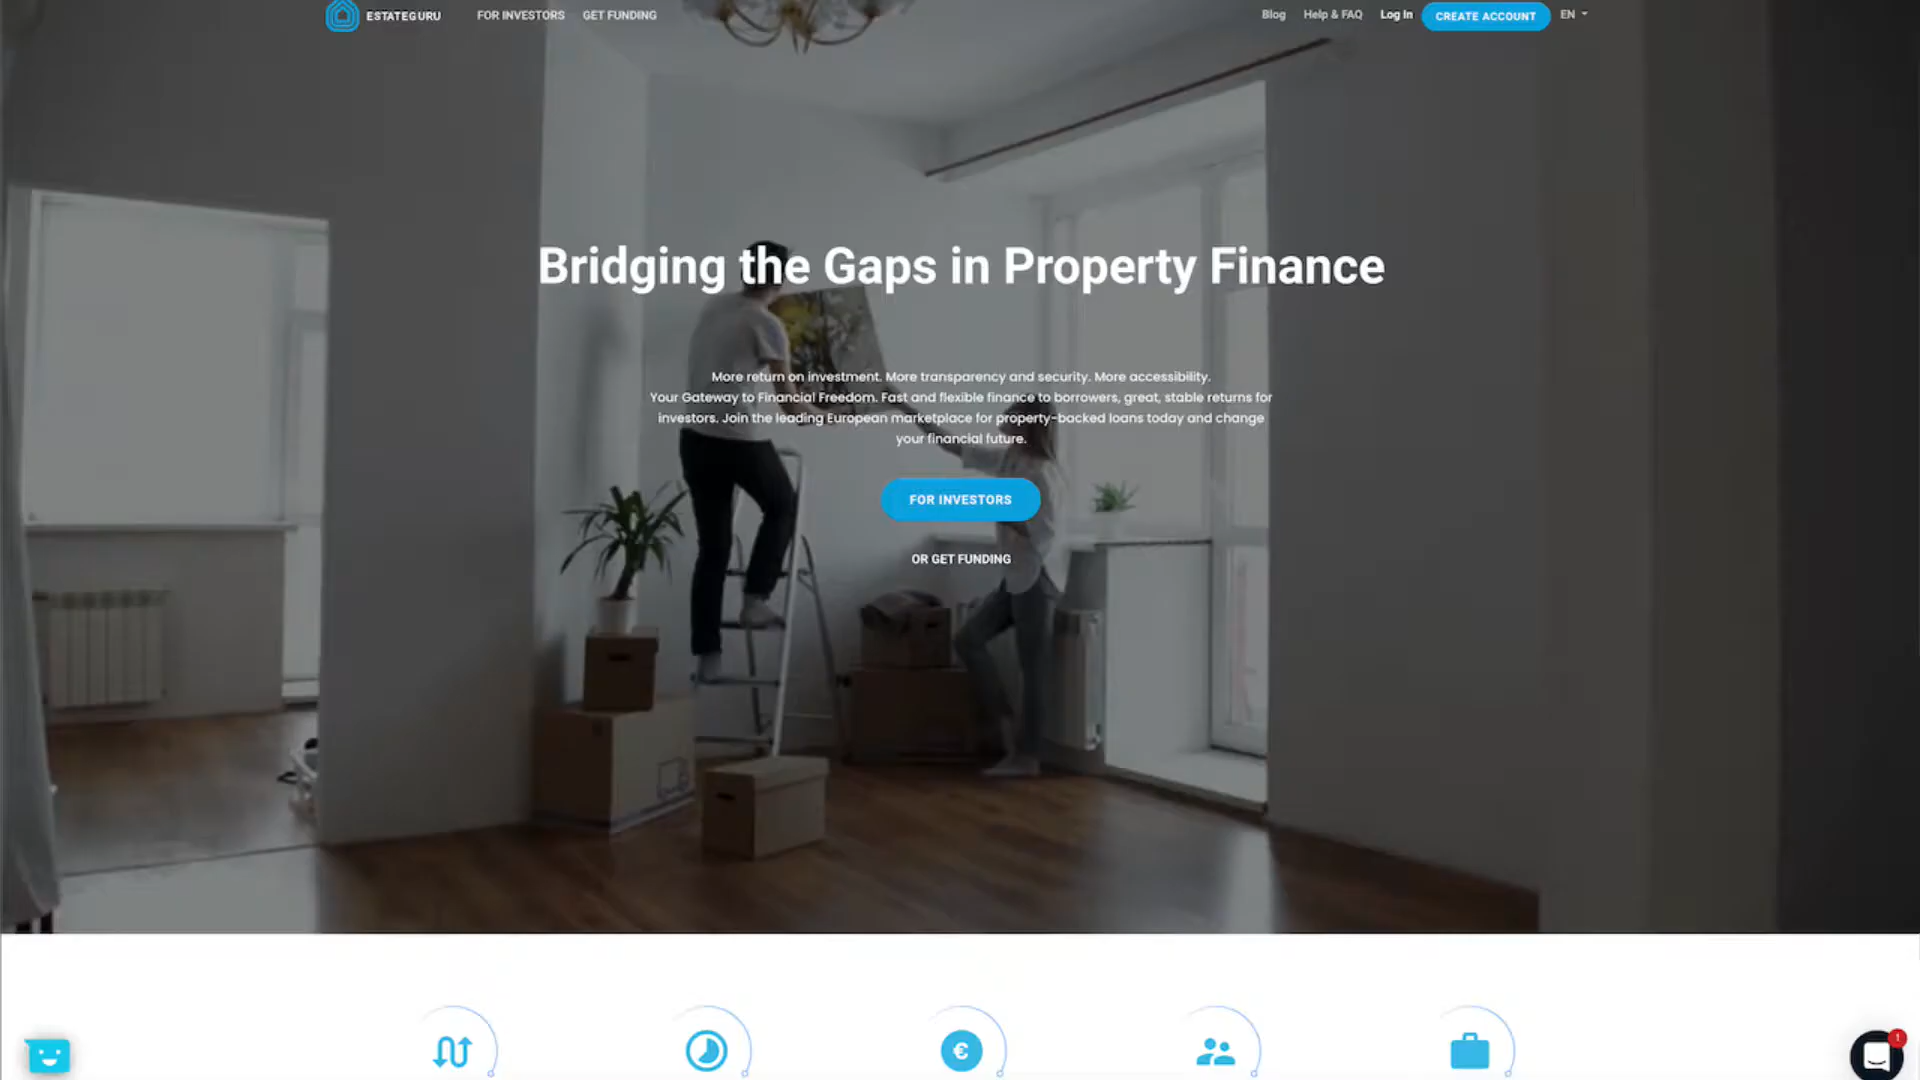 ESTATEGURU
FOR INVESTORS
GET FUNDING
Blog
Help & FAQ
Log In
CREATE ACCOUNT
EN
Bridging the Gaps in Property Finance
More return on investment. More transparency and security. More accessibility.
Your Gateway to Financial Freedom. Fast and flexible finance to borrowers, great, stable returns for
investors. Join the leading European marketplace for property-backed loans today and change
your financial future.
FOR INVESTORS
OR GET FUNDING
€
1